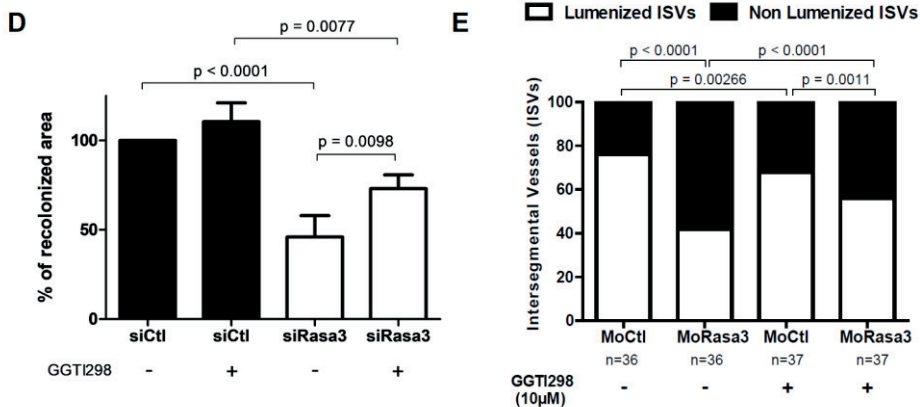 D
p = 0.0077
p < 0.0001
p = 0.0098
% of recolonized area
100%
50
0
siCtl siCtl siRasa3 siRasa3
GGTI298 - + - +
E
Lumenized ISVs Non Lumenized ISVs
p < 0.0001 p < 0.0001
p = 0.00266 p = 0.0011
Intersegmental Vessels (ISVs)
100
80
60
40
20
0
MoCtl MoRasa3 MoCtl MoRasa3
n=36 n=36 n=37 n=37
GGTI298 - - + +
(10µM)